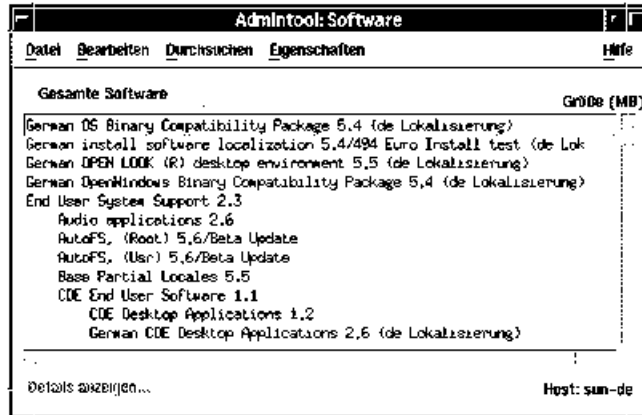 Admintool: Software
Datei Bearbeiten Durchsuchen Eigenschaften Hilfe
Gesamte Software
Größe (MB)
German OS Binary Compatibility Package 5.4 (de Lokalisierung)
German install software localization 5.4/494 Euro Install test (de Lok
German OPEN LOOK (R) desktop environment 5.5 (de Lokalisierung)
German OpenWindows Binary Compatibility Package 5.4 (de Lokalisierung)
End User System Support 2.3
Audio applications 2.6
AutoFS, (Root) 5.6/Beta Update
AutoFS, (Usr) 5.6/Beta Update
Base Partial Locales 5.5
CDE End User Software 1.1
CDE Desktop Applications 1.2
German CDE Desktop Applications 2.6 (de Lokalisierung)
Details anzeigen...
Host: sun-de